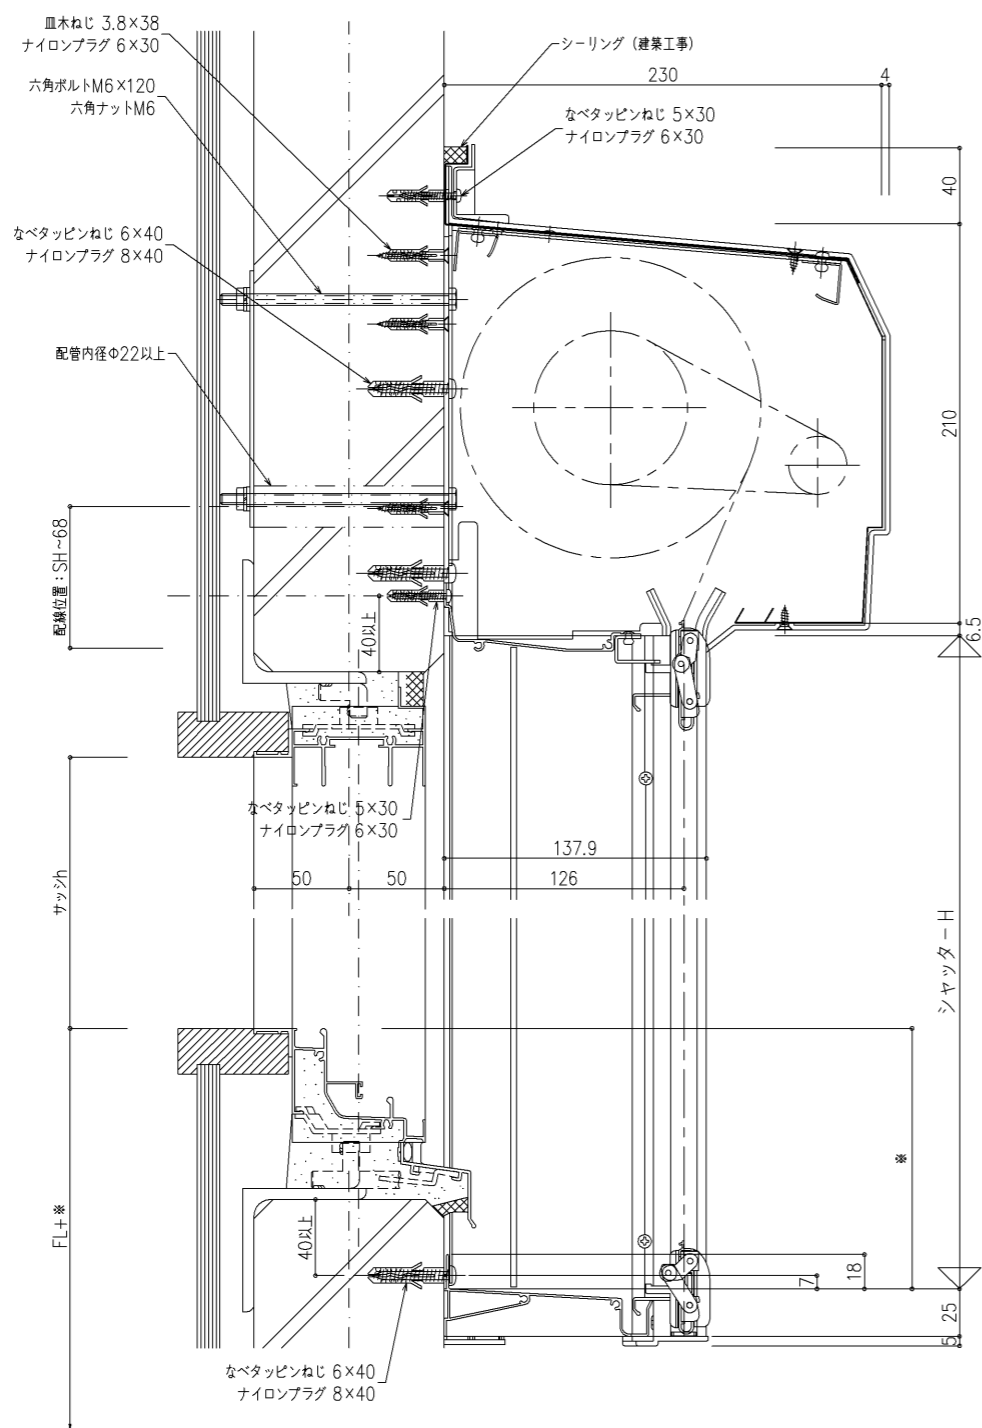 皿木ねじ 3.8×38
ナイロンプラグ 6×30
シーリング (建築工事)
230
4
六角ボルトM6×120
六角ナットM6
なべタッピンねじ 5×30
ナイロンプラグ 6×30
40
なべタッピンねじ 6×40
ナイロンプラグ 8×40
配管内径Φ22以上
210
配線位置：SH~68
40以上
6.5
なべタッピンねじ 5×30
ナイロンプラグ 6×30
137.9
50
50
126
サッシh
シャッターH
※
FL+※
40以上
18
7
25
5
なべタッピンねじ 6×40
ナイロンプラグ 8×40